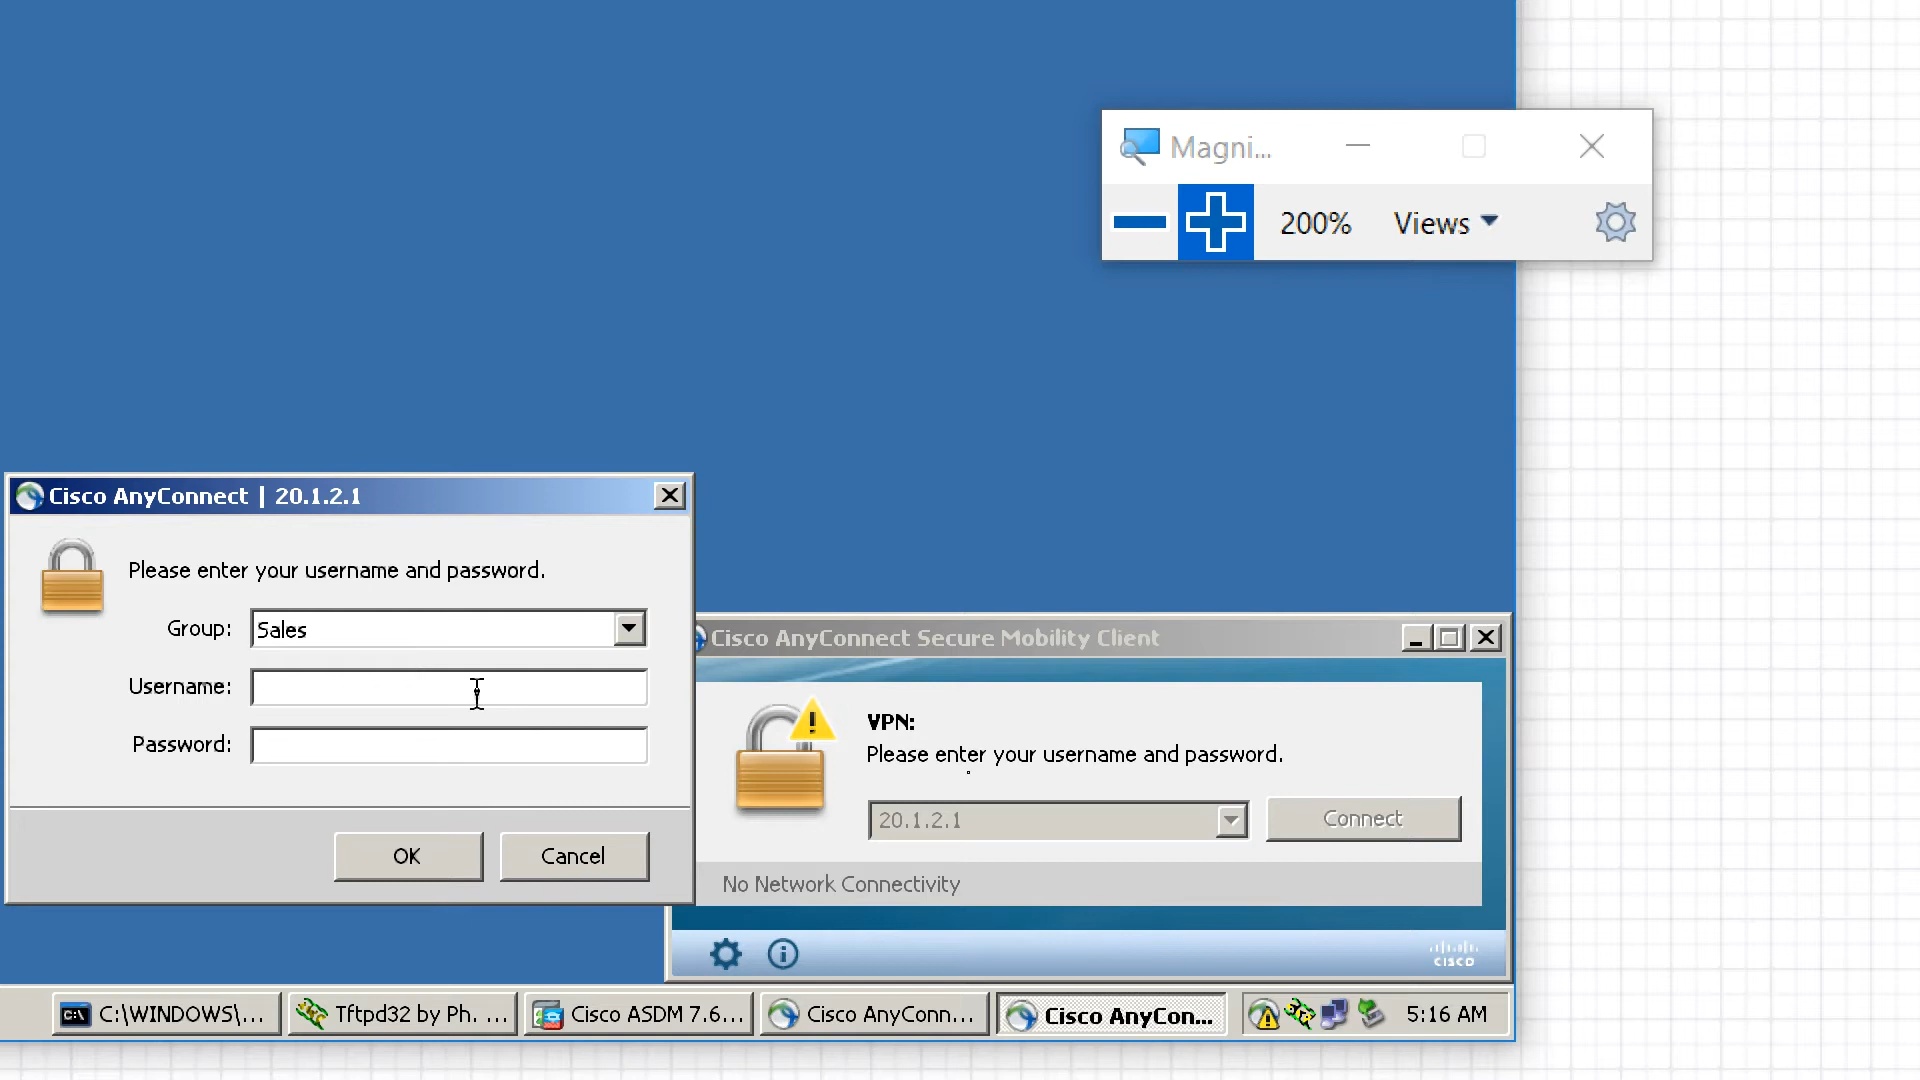 Magni...
200% Views
Cisco AnyConnect | 20.1.2.1
Please enter your username and password.
Group: Sales
Username:
Password:
OK Cancel
Cisco AnyConnect Secure Mobility Client
VPN:
Please enter your username and password.
20.1.2.1 Connect
No Network Connectivity
CISCO
C:\WINDOWS\... Tftpd32 by Ph. ... Cisco ASDM 7.6... Cisco AnyConn... Cisco AnyCon... 5:16 AM